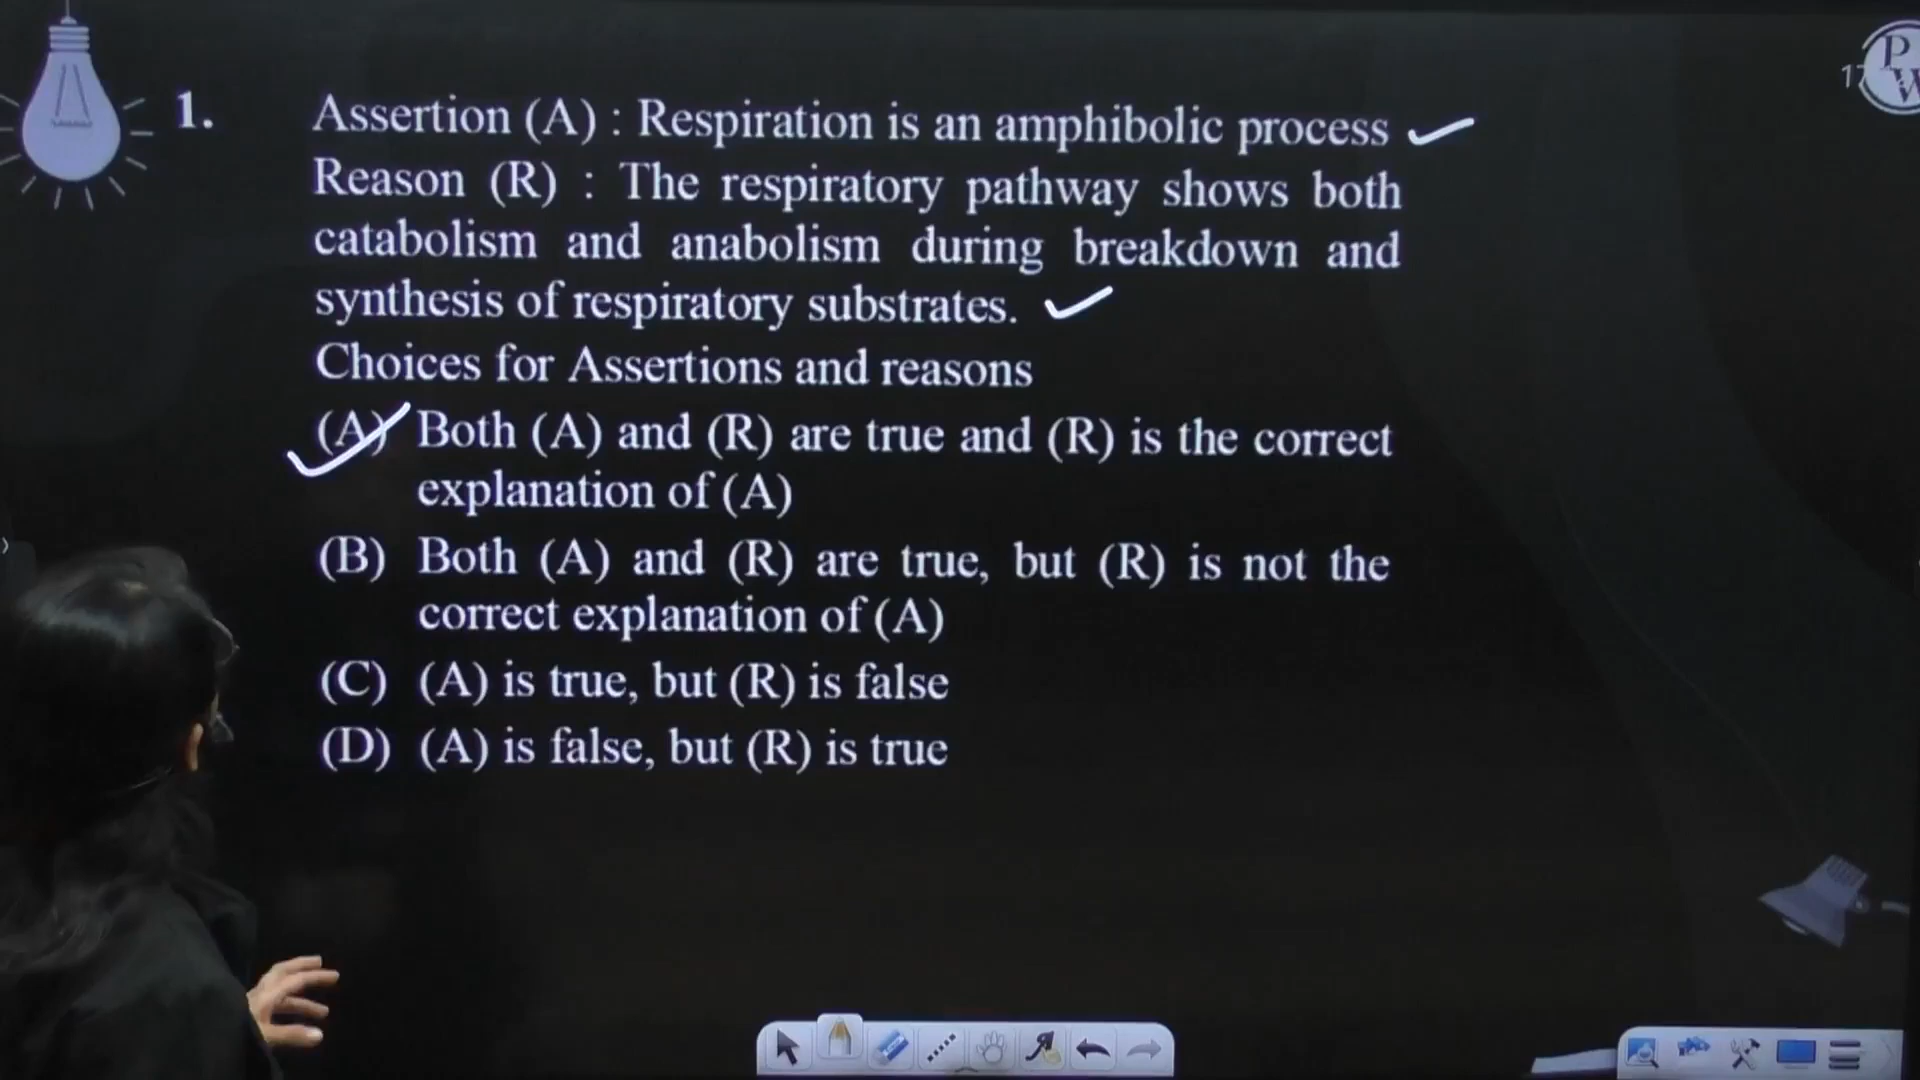 1. Assertion (A) : Respiration is an amphibolic process
Reason (R) : The respiratory pathway shows both
catabolism and anabolism during breakdown and
synthesis of respiratory substrates.
Choices for Assertions and reasons
(A) Both (A) and (R) are true and (R) is the correct
explanation of (A)
(B) Both (A) and (R) are true, but (R) is not the
correct explanation of (A)
(C) (A) is true, but (R) is false
(D) (A) is false, but (R) is true
17
P
W